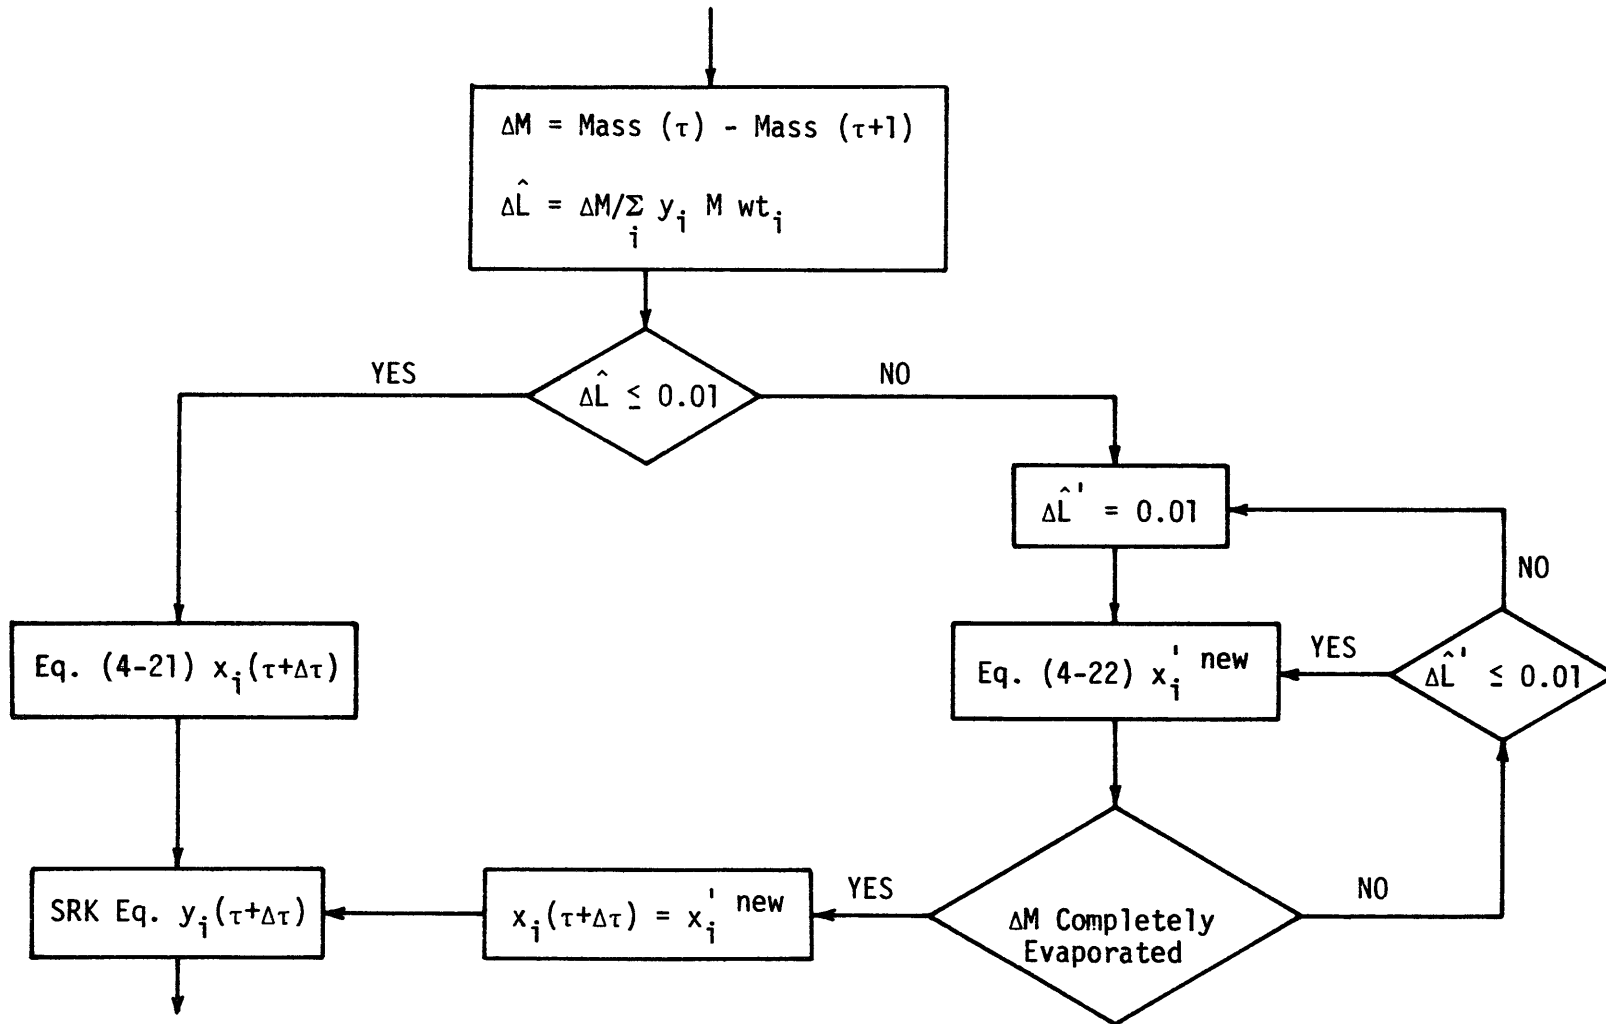 ΔM = Mass (τ) - Mass (τ+1)
ΔL̂ = ΔM/Σ y_i M wt_i
i
YES
ΔL̂ ≤ 0.01
NO
ΔL̂' = 0.01
NO
Eq. (4-21) x_i(τ+Δτ)
Eq. (4-22) x_i' new
YES
ΔL̂' ≤ 0.01
SRK Eq. y_i(τ+Δτ)
x_i(τ+Δτ) = x_i' new
YES
ΔM Completely
Evaporated
NO